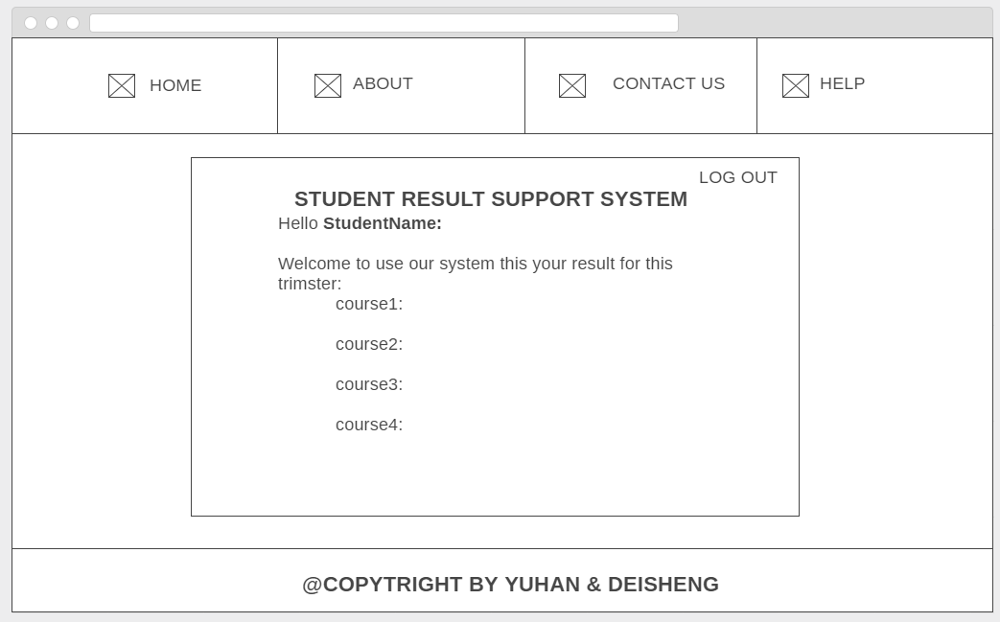 HOME
ABOUT
CONTACT US
HELP
LOG OUT
STUDENT RESULT SUPPORT SYSTEM
Hello StudentName:
Welcome to use our system this your result for this
trimster:
course1:
course2:
course3:
course4:
@COPYTRIGHT BY YUHAN & DEISHENG